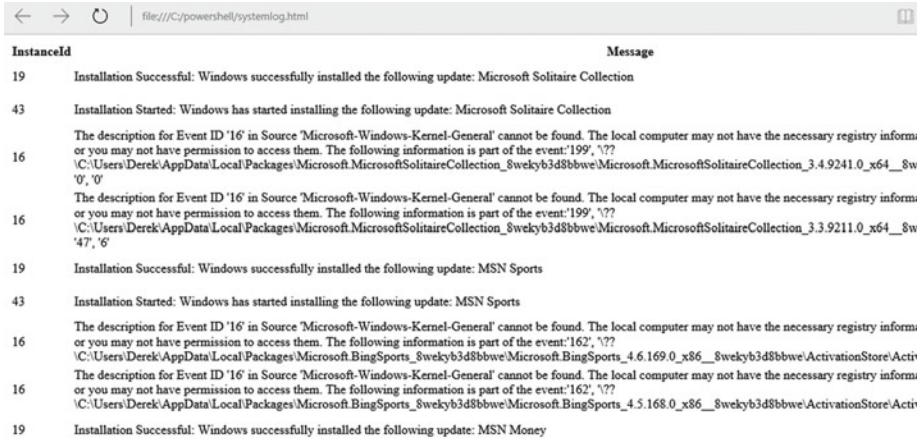 file:///C:/powershell/systemlog.html
InstanceId Message
19 Installation Successful: Windows successfully installed the following update: Microsoft Solitaire Collection
43 Installation Started: Windows has started installing the following update: Microsoft Solitaire Collection
The description for Event ID '16' in Source 'Microsoft-Windows-Kernel-General' cannot be found. The local computer may not have the necessary registry informa
16 or you may not have permission to access them. The following information is part of the event:'199', '\??
\C:\Users\Derek\AppData\Local\Packages\Microsoft.MicrosoftSolitaireCollection_8wekyb3d8bbwe\Microsoft.MicrosoftSolitaireCollection_3.4.9241.0_x64__8w
'0', '0'
The description for Event ID '16' in Source 'Microsoft-Windows-Kernel-General' cannot be found. The local computer may not have the necessary registry informa
16 or you may not have permission to access them. The following information is part of the event:'199', '\??
\C:\Users\Derek\AppData\Local\Packages\Microsoft.MicrosoftSolitaireCollection_8wekyb3d8bbwe\Microsoft.MicrosoftSolitaireCollection_3.3.9211.0_x64__8w
'47', '6'
19 Installation Successful: Windows successfully installed the following update: MSN Sports
43 Installation Started: Windows has started installing the following update: MSN Sports
The description for Event ID '16' in Source 'Microsoft-Windows-Kernel-General' cannot be found. The local computer may not have the necessary registry informa
16 or you may not have permission to access them. The following information is part of the event:'162', '\??
\C:\Users\Derek\AppData\Local\Packages\Microsoft.BingSports_8wekyb3d8bbwe\Microsoft.BingSports_4.6.169.0_x86__8wekyb3d8bbwe\ActivationStore\Activ
The description for Event ID '16' in Source 'Microsoft-Windows-Kernel-General' cannot be found. The local computer may not have the necessary registry informa
16 or you may not have permission to access them. The following information is part of the event:'162', '\??
\C:\Users\Derek\AppData\Local\Packages\Microsoft.BingSports_8wekyb3d8bbwe\Microsoft.BingSports_4.5.168.0_x86__8wekyb3d8bbwe\ActivationStore\Activ
19 Installation Successful: Windows successfully installed the following update: MSN Money